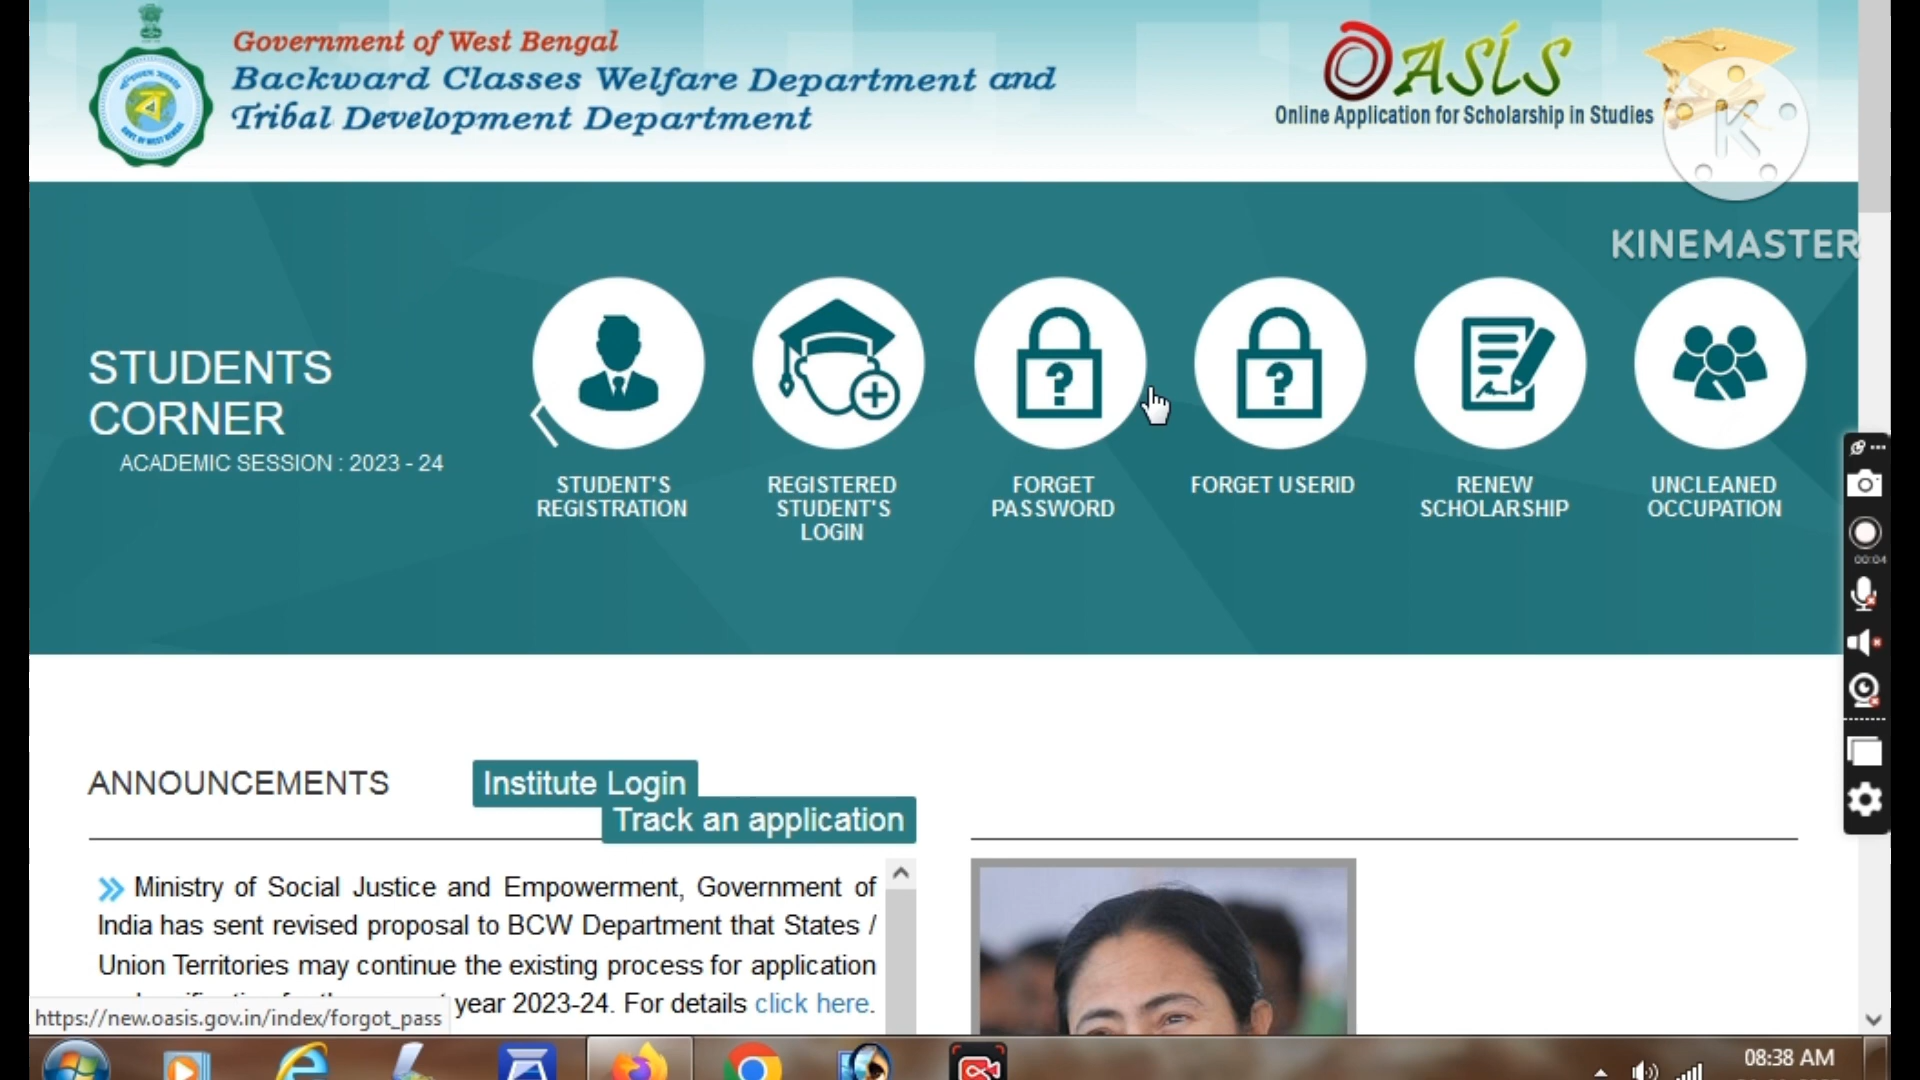 Government of West Bengal
Backward Classes Welfare Department and
Tribal Development Department
OASIS
Online Application for Scholarship in Studies
K
KINEMASTER
STUDENTS
CORNER
ACADEMIC SESSION : 2023 - 24
STUDENT'S
REGISTRATION
REGISTERED
STUDENT'S
LOGIN
FORGET
PASSWORD
FORGET USERID
RENEW
SCHOLARSHIP
UNCLEANED
OCCUPATION
00:04
ANNOUNCEMENTS
Institute Login
Track an application
Ministry of Social Justice and Empowerment, Government of
India has sent revised proposal to BCW Department that States /
Union Territories may continue the existing process for application
year 2023-24. For details click here.
https://new.oasis.gov.in/index/forgot_pass
08:38 AM